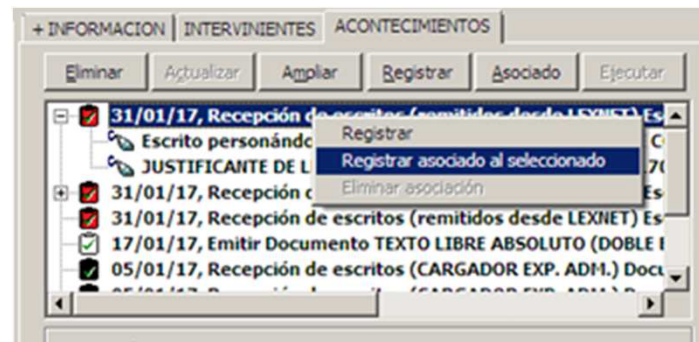 + INFORMACION INTERVINIENTES ACONTECIMIENTOS
Eliminar Actualizar Ampliar Registrar Asociado Ejecutar
31/01/17, Recepción de escritos (remitidos desde LEXNET) Es
Registrar
Escrito personándo
JUSTIFICANTE DE L
Registrar asociado al seleccionado
31/01/17, Recepción
Eliminar asociación
31/01/17, Recepción de escritos (remitidos desde LEXNET) Es
17/01/17, Emitir Documento TEXTO LIBRE ABSOLUTO (DOBLE
05/01/17, Recepción de escritos (CARGADOR EXP. ADM.) Docu